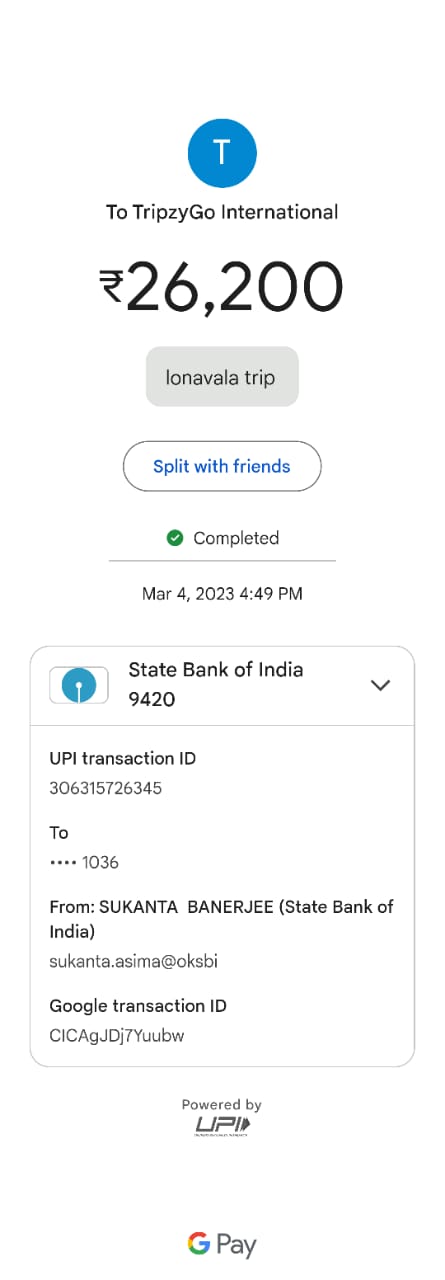 T
To TripzyGo International
₹26,200
lonavala trip
Split with friends
Completed
Mar 4, 2023 4:49 PM
State Bank of India
9420
UPI transaction ID
306315726345
To
•••• 1036
From: SUKANTA BANERJEE (State Bank of
India)
sukanta.asima@oksbi
Google transaction ID
CICAgJDj7Yuubw
Powered by
UPI
G Pay